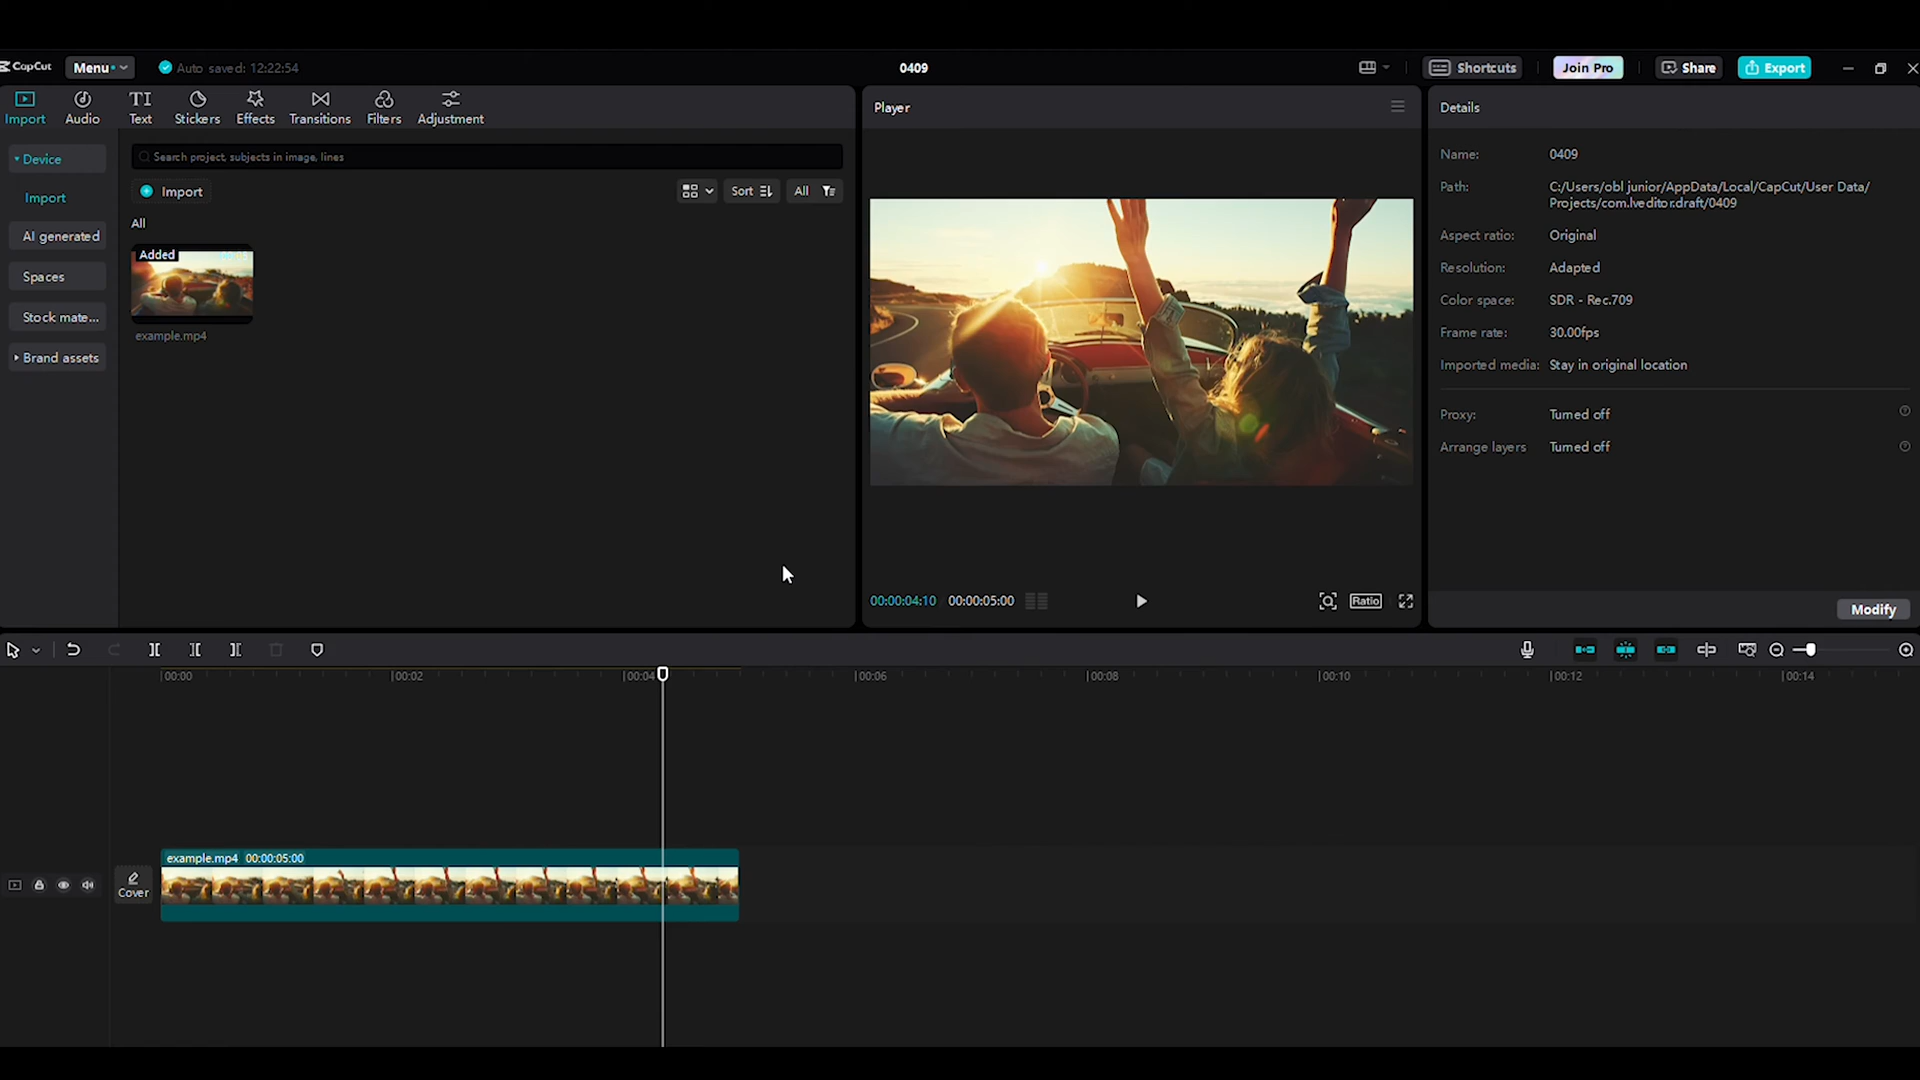 CapCut
Menu
Auto saved: 12:22:54
0409
Shortcuts
Join Pro
Share
Export
Import
Audio
TI
Text
Stickers
Effects
Transitions
Filters
Adjustment
Device
Import
AI generated
Spaces
Stock mate...
Brand assets
Search project, subjects in image, lines
Import
Sort
All
All
Added
example.mp4
Player
00:00:04:10
00:00:05:00
Ratio
Details
Name: 0409
Path: C:/Users/obl junior/AppData/Local/CapCut/User Data/
Projects/com.lveditor.draft/0409
Aspect ratio: Original
Resolution: Adapted
Color space: SDR - Rec.709
Frame rate: 30.00fps
Imported media: Stay in original location
Proxy: Turned off
Arrange layers Turned off
Modify
00:00
00:02
00:04
00:06
00:08
00:10
00:12
00:14
example.mp4 00:00:05:00
Cover